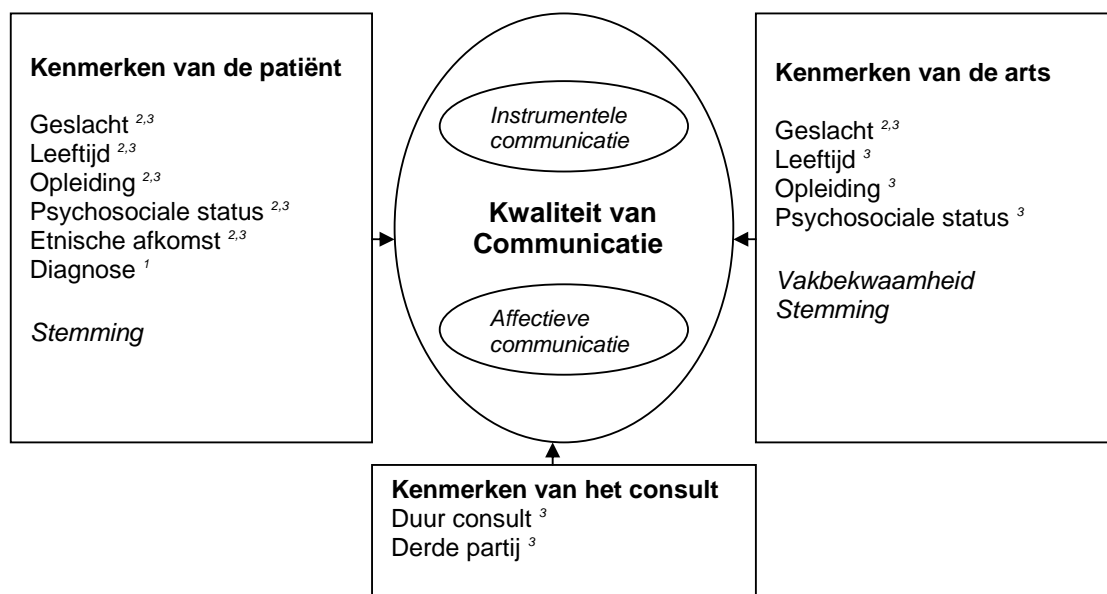 Kenmerken van de patiënt
Geslacht 2,3
Leeftijd 2,3
Opleiding 2,3
Psychosociale status 2,3
Etnische afkomst 2,3
Diagnose 1
Stemming
Instrumentele
communicatie
Kwaliteit van
Communicatie
Affectieve
communicatie
Kenmerken van de arts
Geslacht 2,3
Leeftijd 3
Opleiding 3
Psychosociale status 3
Vakbekwaamheid
Stemming
Kenmerken van het consult
Duur consult 3
Derde partij 3